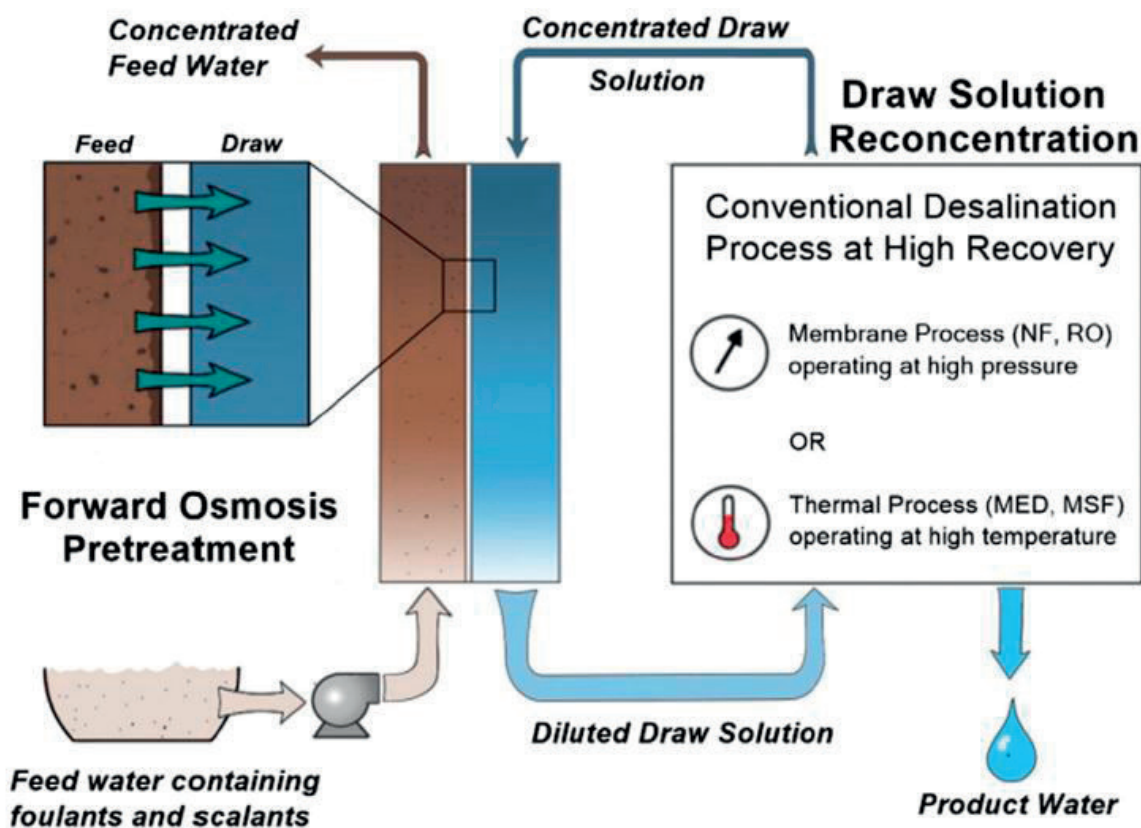 Concentrated
Feed Water
Concentrated Draw
Solution
Draw Solution
Reconcentration
Feed
Draw
Conventional Desalination
Process at High Recovery
Membrane Process (NF, RO)
operating at high pressure
OR
Thermal Process (MED, MSF)
operating at high temperature
Forward Osmosis
Pretreatment
Diluted Draw Solution
Feed water containing
foulants and scalants
Product Water